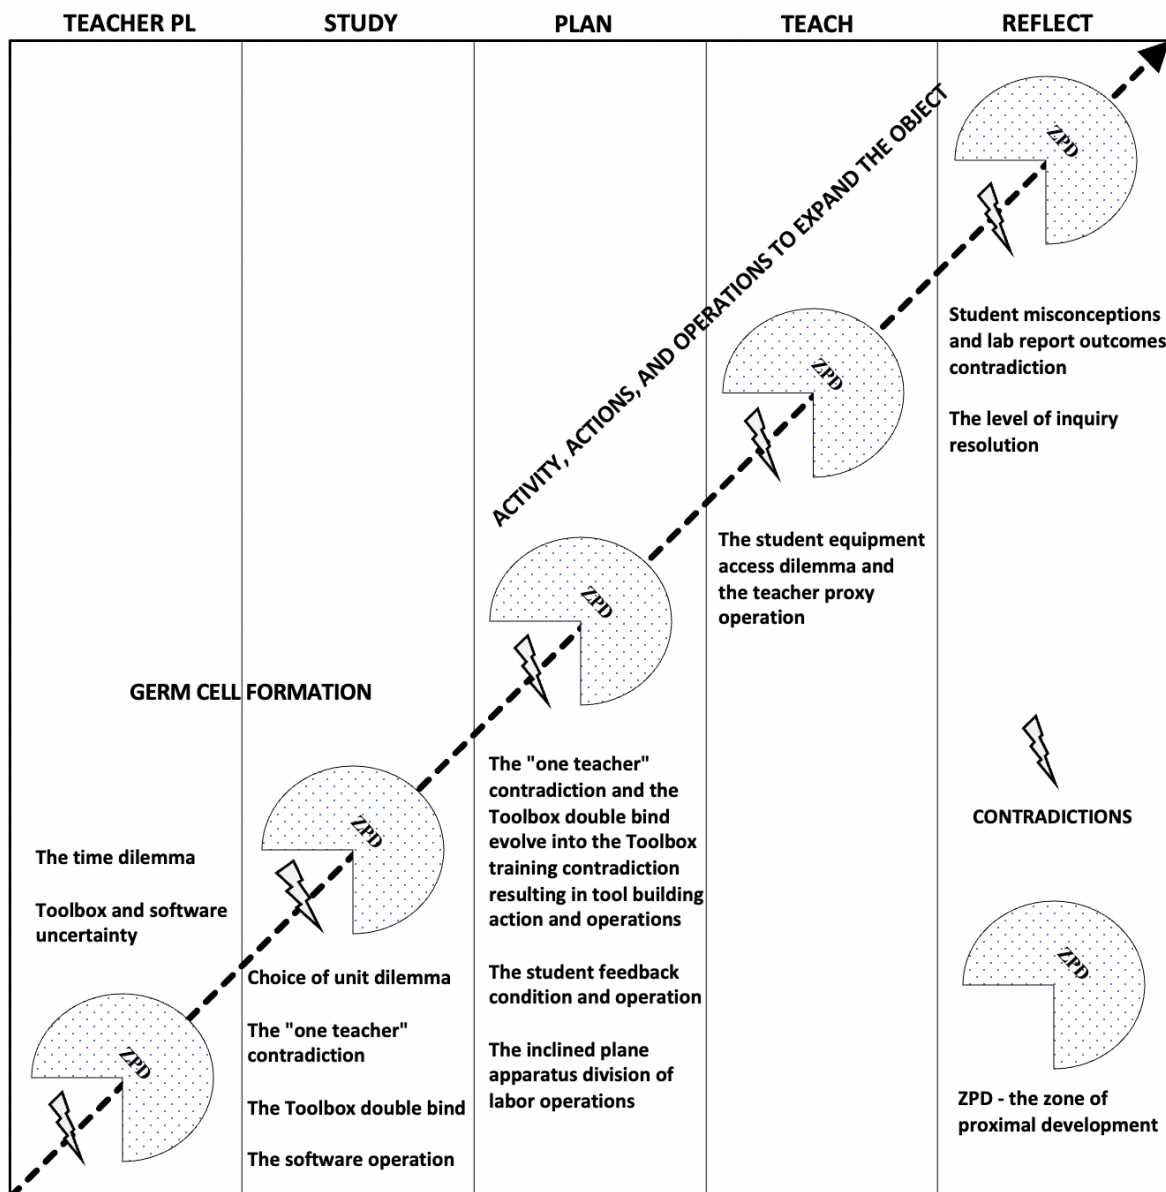 TEACHER PL
STUDY
PLAN
TEACH
REFLECT
GERM CELL FORMATION
ACTIVITY, ACTIONS, AND OPERATIONS TO EXPAND THE OBJECT
The time dilemma
Toolbox and software
uncertainty
ZPD
ZPD
Choice of unit dilemma
The "one teacher"
contradiction
The Toolbox double bind
The software operation
ZPD
The "one teacher"
contradiction and the
Toolbox double bind
evolve into the Toolbox
training contradiction
resulting in tool building
action and operations
The student feedback
condition and operation
The inclined plane
apparatus division of
labor operations
ZPD
The student equipment
access dilemma and
the teacher proxy
operation
ZPD
Student misconceptions
and lab report outcomes
contradiction
The level of inquiry
resolution
CONTRADICTIONS
ZPD
ZPD - the zone of
proximal development